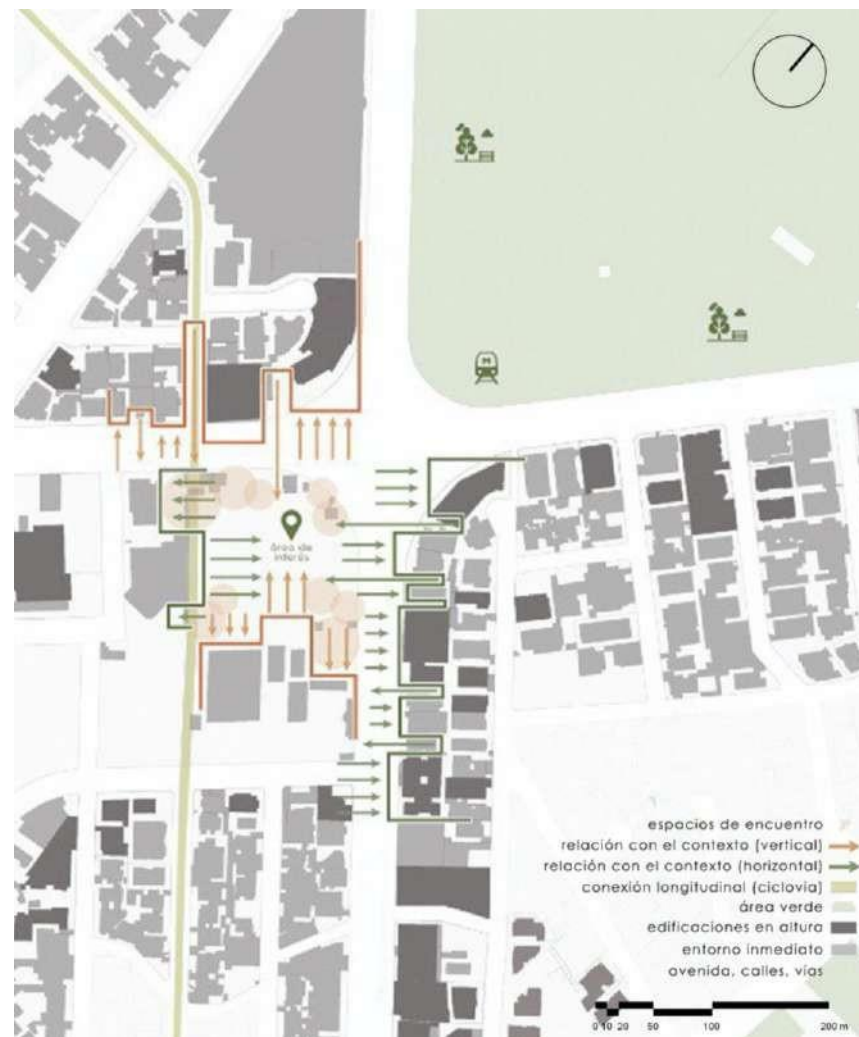 área de
interés
espacios de encuentro
relación con el contexto (vertical)
relación con el contexto (horizontal)
conexión longitudinal (ciclovia)
área verde
edificaciones en altura
entorno inmediato
avenida, calles, vías
0 10 20 50 100 200 m